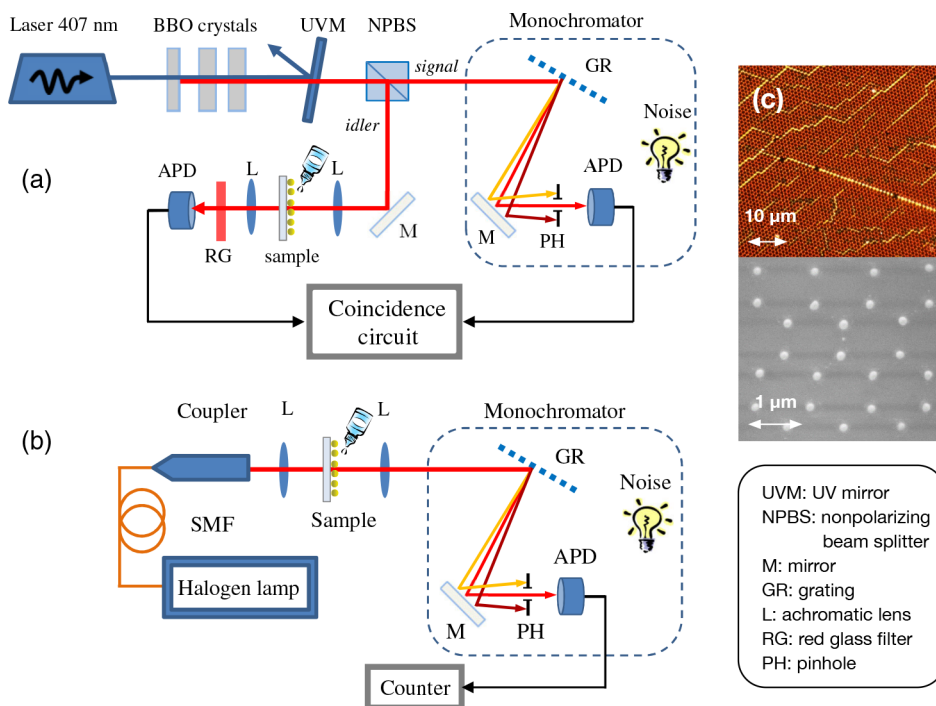 Laser 407 nm
BBO crystals
UVM
NPBS
signal
idler
Monochromator
GR
Noise
APD
M
PH
(a)
APD
RG
L
sample
L
M
Coincidence
circuit
(b)
Coupler
L
Sample
L
SMF
Halogen lamp
Monochromator
GR
Noise
APD
M
PH
Counter
(c)
10 µm
1 µm
UVM: UV mirror
NPBS: nonpolarizing
beam splitter
M: mirror
GR: grating
L: achromatic lens
RG: red glass filter
PH: pinhole